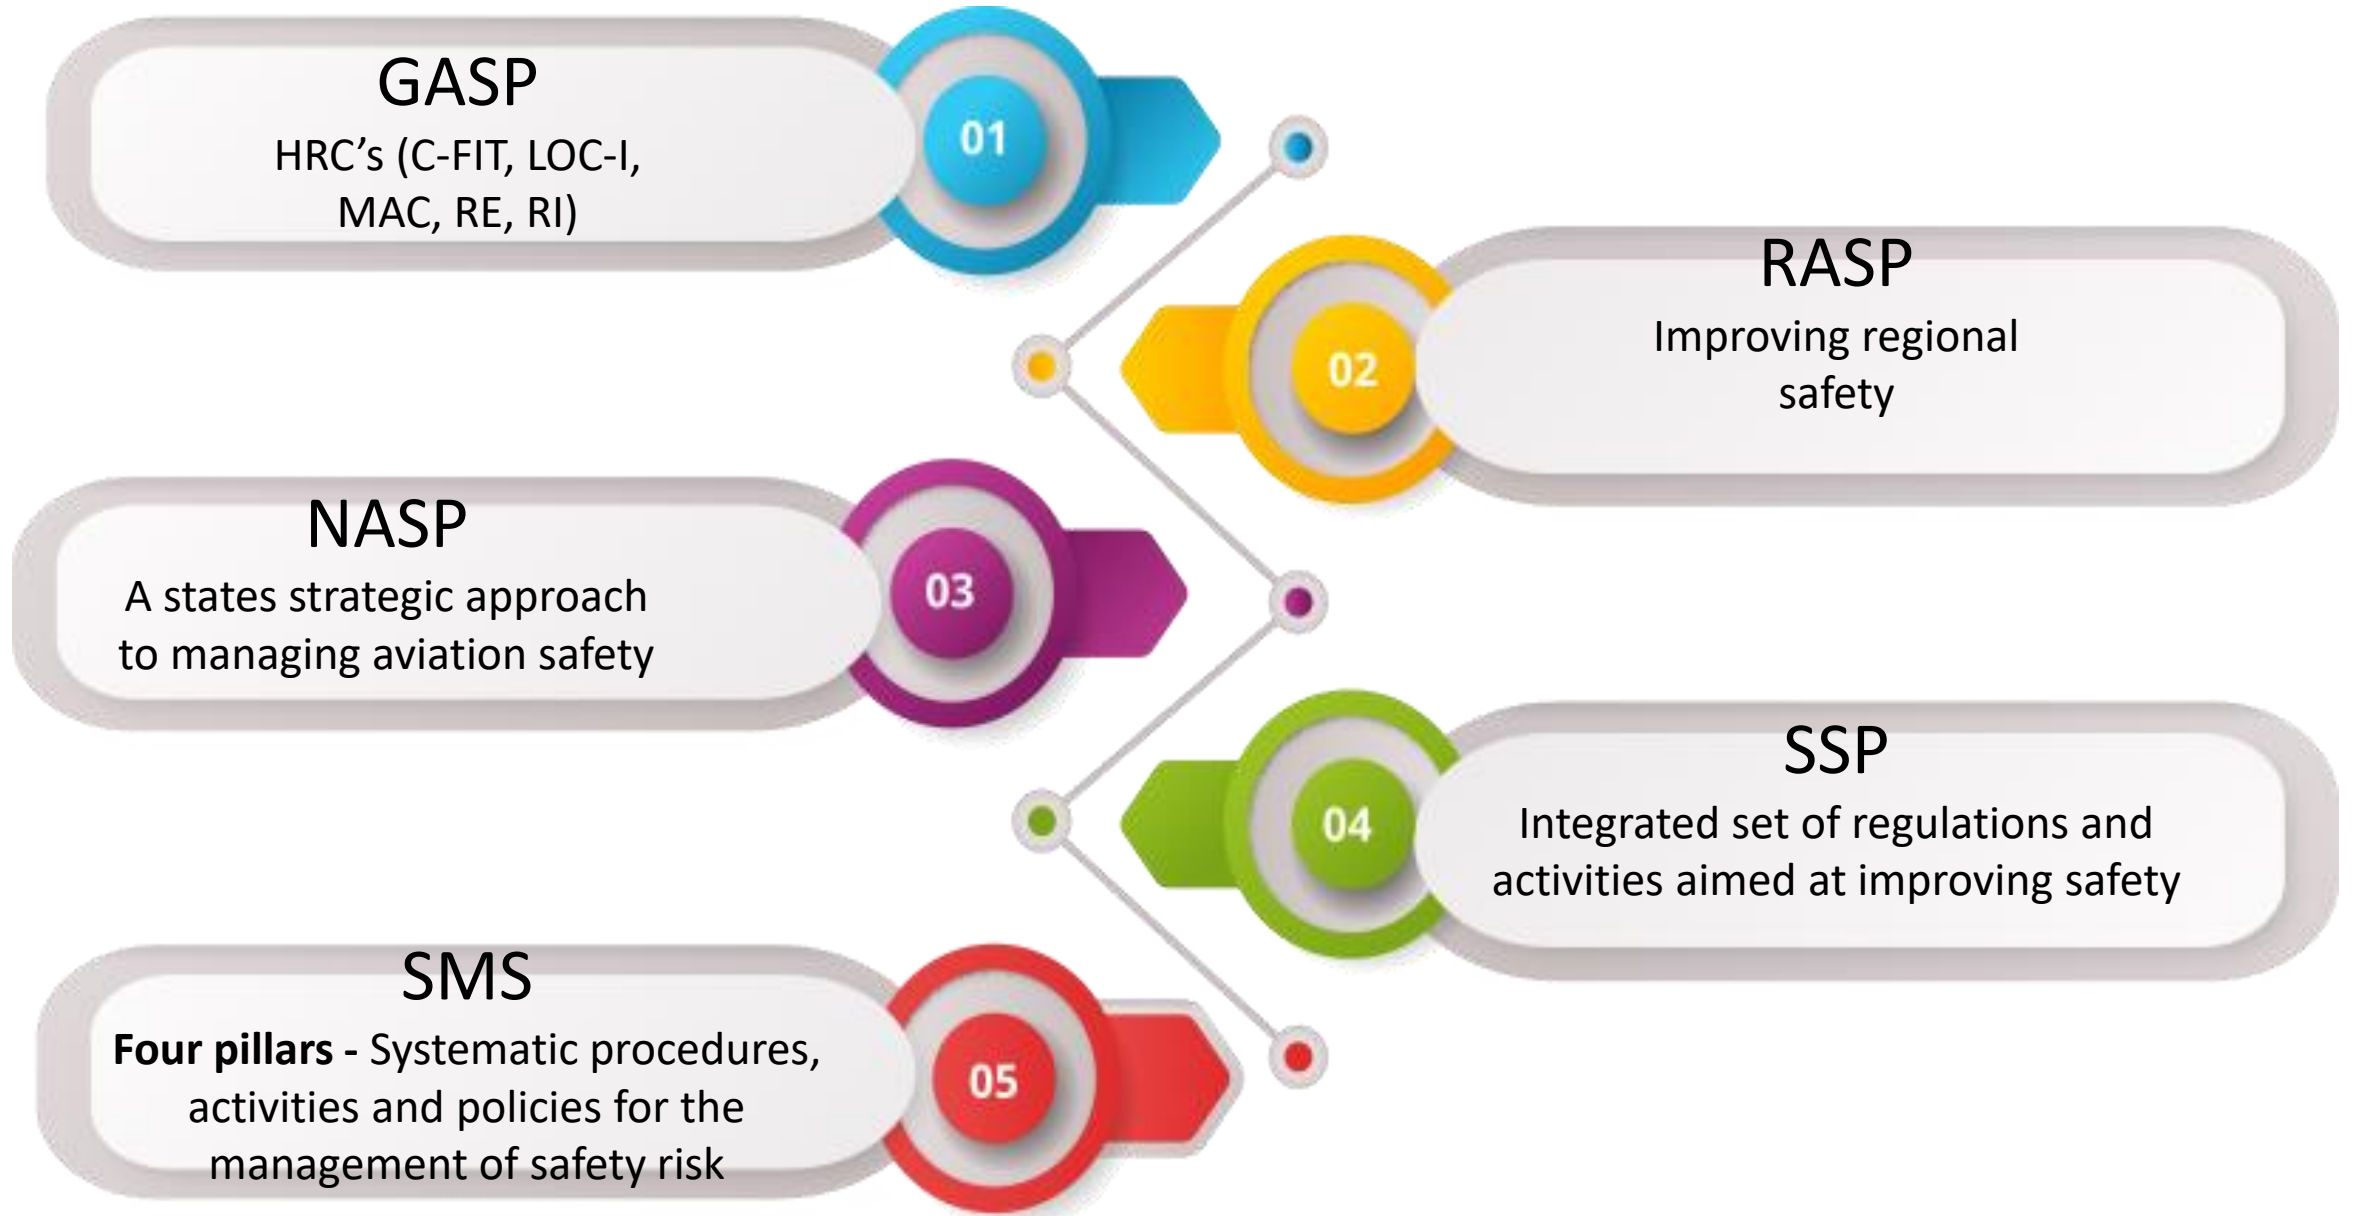 GASP
HRC’s (C-FIT, LOC-I,
MAC, RE, RI)
01
RASP
Improving regional
safety
02
NASP
A states strategic approach
to managing aviation safety
03
SSP
Integrated set of regulations and
activities aimed at improving safety
04
SMS
Four pillars - Systematic procedures,
activities and policies for the
management of safety risk
05